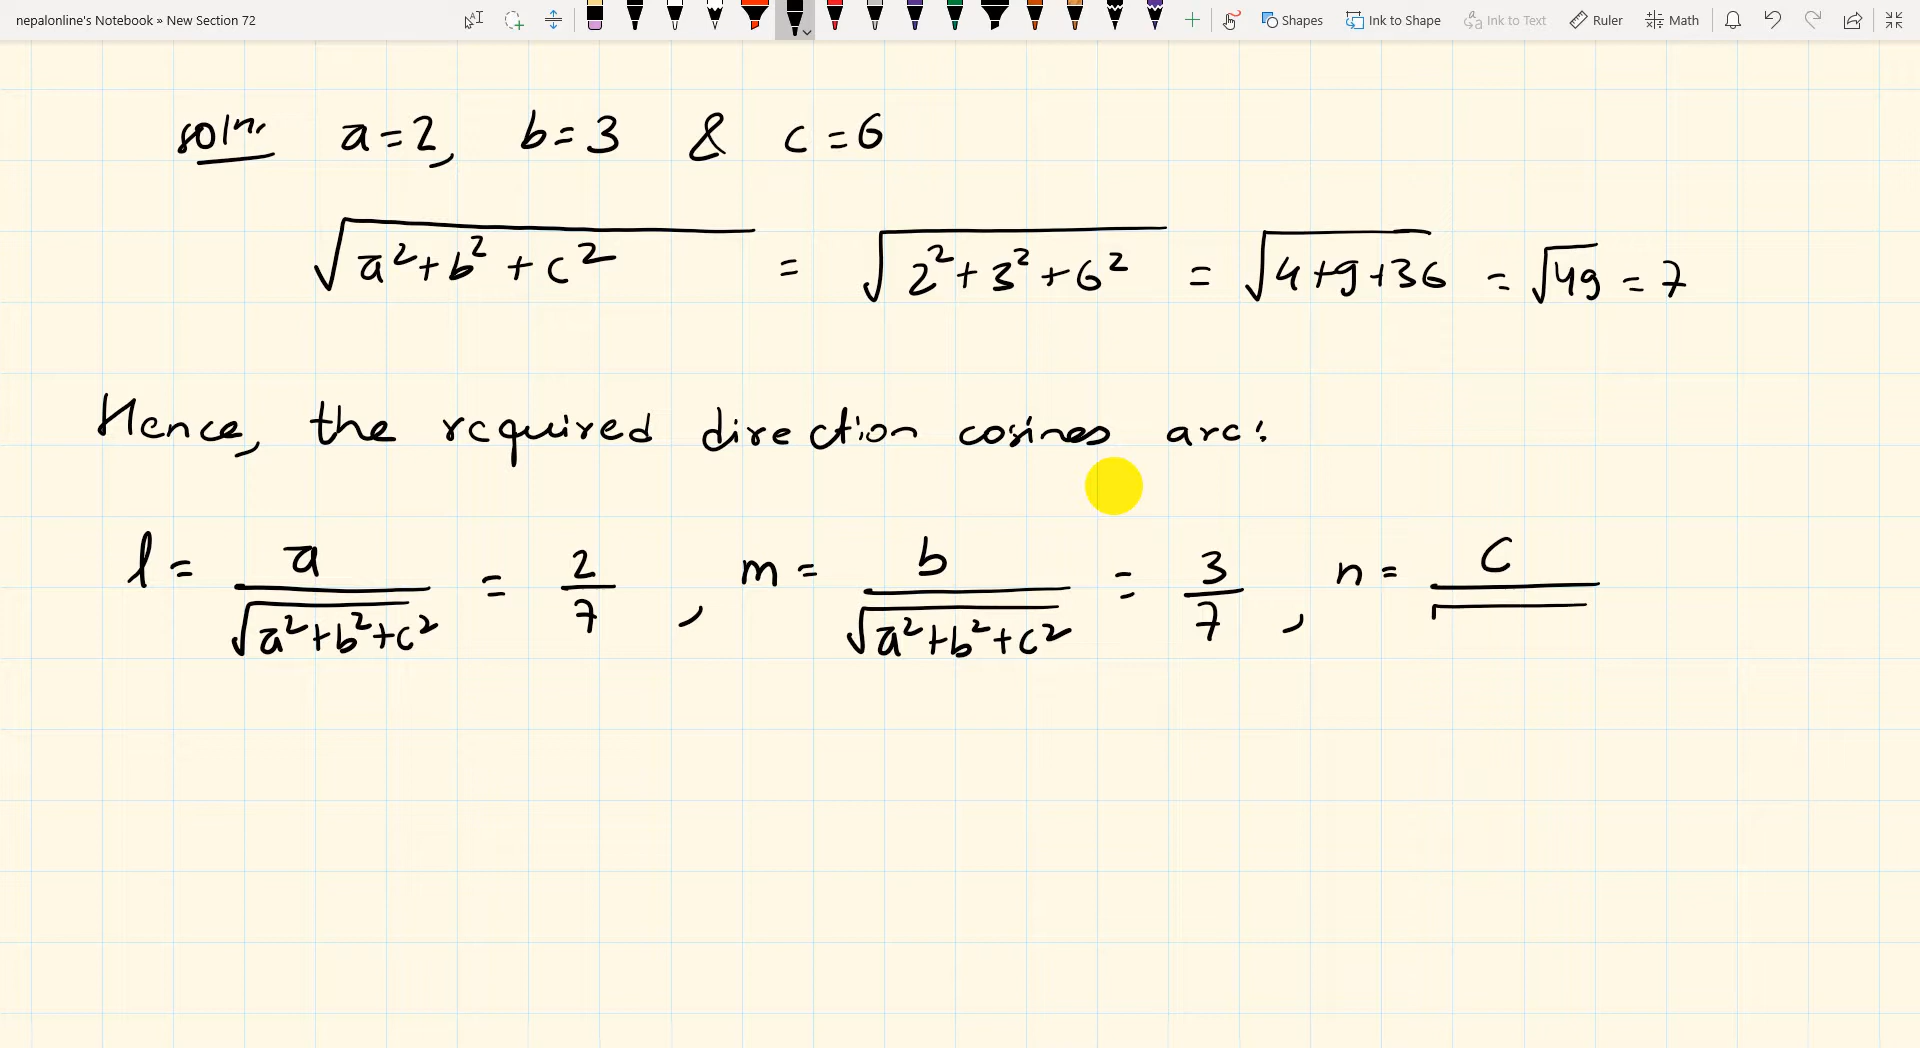 nepalonline's Notebook » New Section 72 Shapes Ink to Shape Ink to Text Ruler Math
soln. a=2, b=3 & c=6
√(a²+b²+c²) = √(2²+3²+6²) = √(4+9+36) = √49 = 7
Hence, the required direction cosines are:
l = a/√(a²+b²+c²) = 2/7, m = b/√(a²+b²+c²) = 3/7, n = c/√